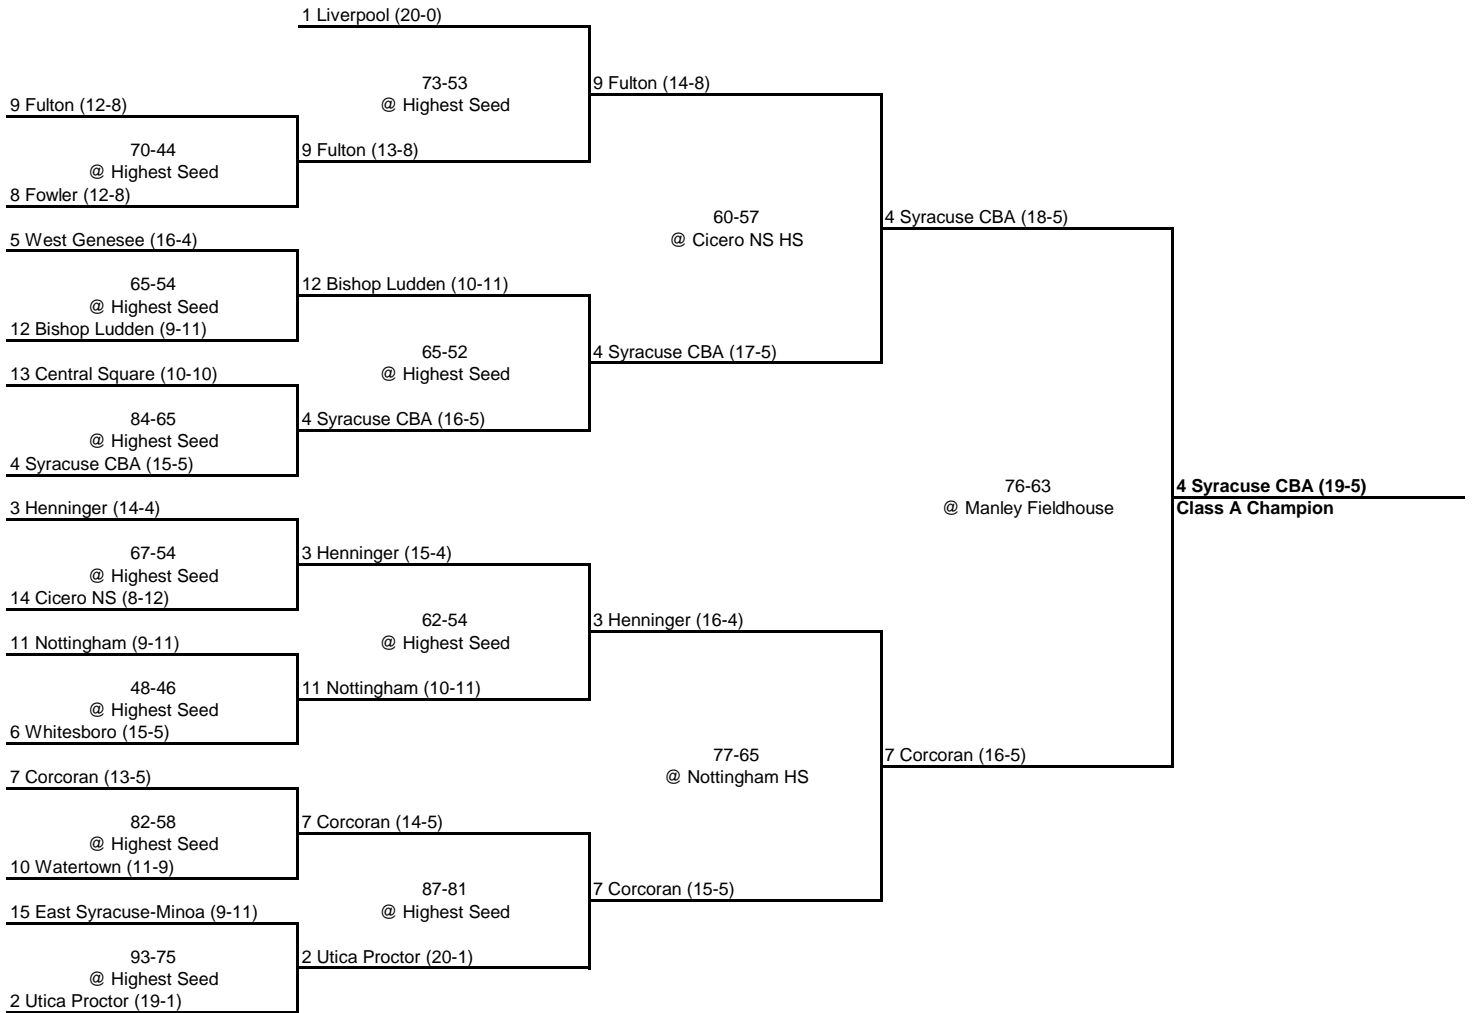 1 Liverpool (20-0)
73-53
@ Highest Seed
9 Fulton (14-8)
9 Fulton (12-8)
70-44
@ Highest Seed
9 Fulton (13-8)
8 Fowler (12-8)
60-57
@ Cicero NS HS
4 Syracuse CBA (18-5)
5 West Genesee (16-4)
65-54
@ Highest Seed
12 Bishop Ludden (10-11)
12 Bishop Ludden (9-11)
65-52
@ Highest Seed
4 Syracuse CBA (17-5)
13 Central Square (10-10)
84-65
@ Highest Seed
4 Syracuse CBA (16-5)
4 Syracuse CBA (15-5)
76-63
@ Manley Fieldhouse
4 Syracuse CBA (19-5)
Class A Champion
3 Henninger (14-4)
67-54
@ Highest Seed
3 Henninger (15-4)
14 Cicero NS (8-12)
62-54
@ Highest Seed
3 Henninger (16-4)
11 Nottingham (9-11)
48-46
@ Highest Seed
11 Nottingham (10-11)
6 Whitesboro (15-5)
77-65
@ Nottingham HS
7 Corcoran (16-5)
7 Corcoran (13-5)
82-58
@ Highest Seed
7 Corcoran (14-5)
10 Watertown (11-9)
87-81
@ Highest Seed
7 Corcoran (15-5)
15 East Syracuse-Minoa (9-11)
93-75
@ Highest Seed
2 Utica Proctor (20-1)
2 Utica Proctor (19-1)